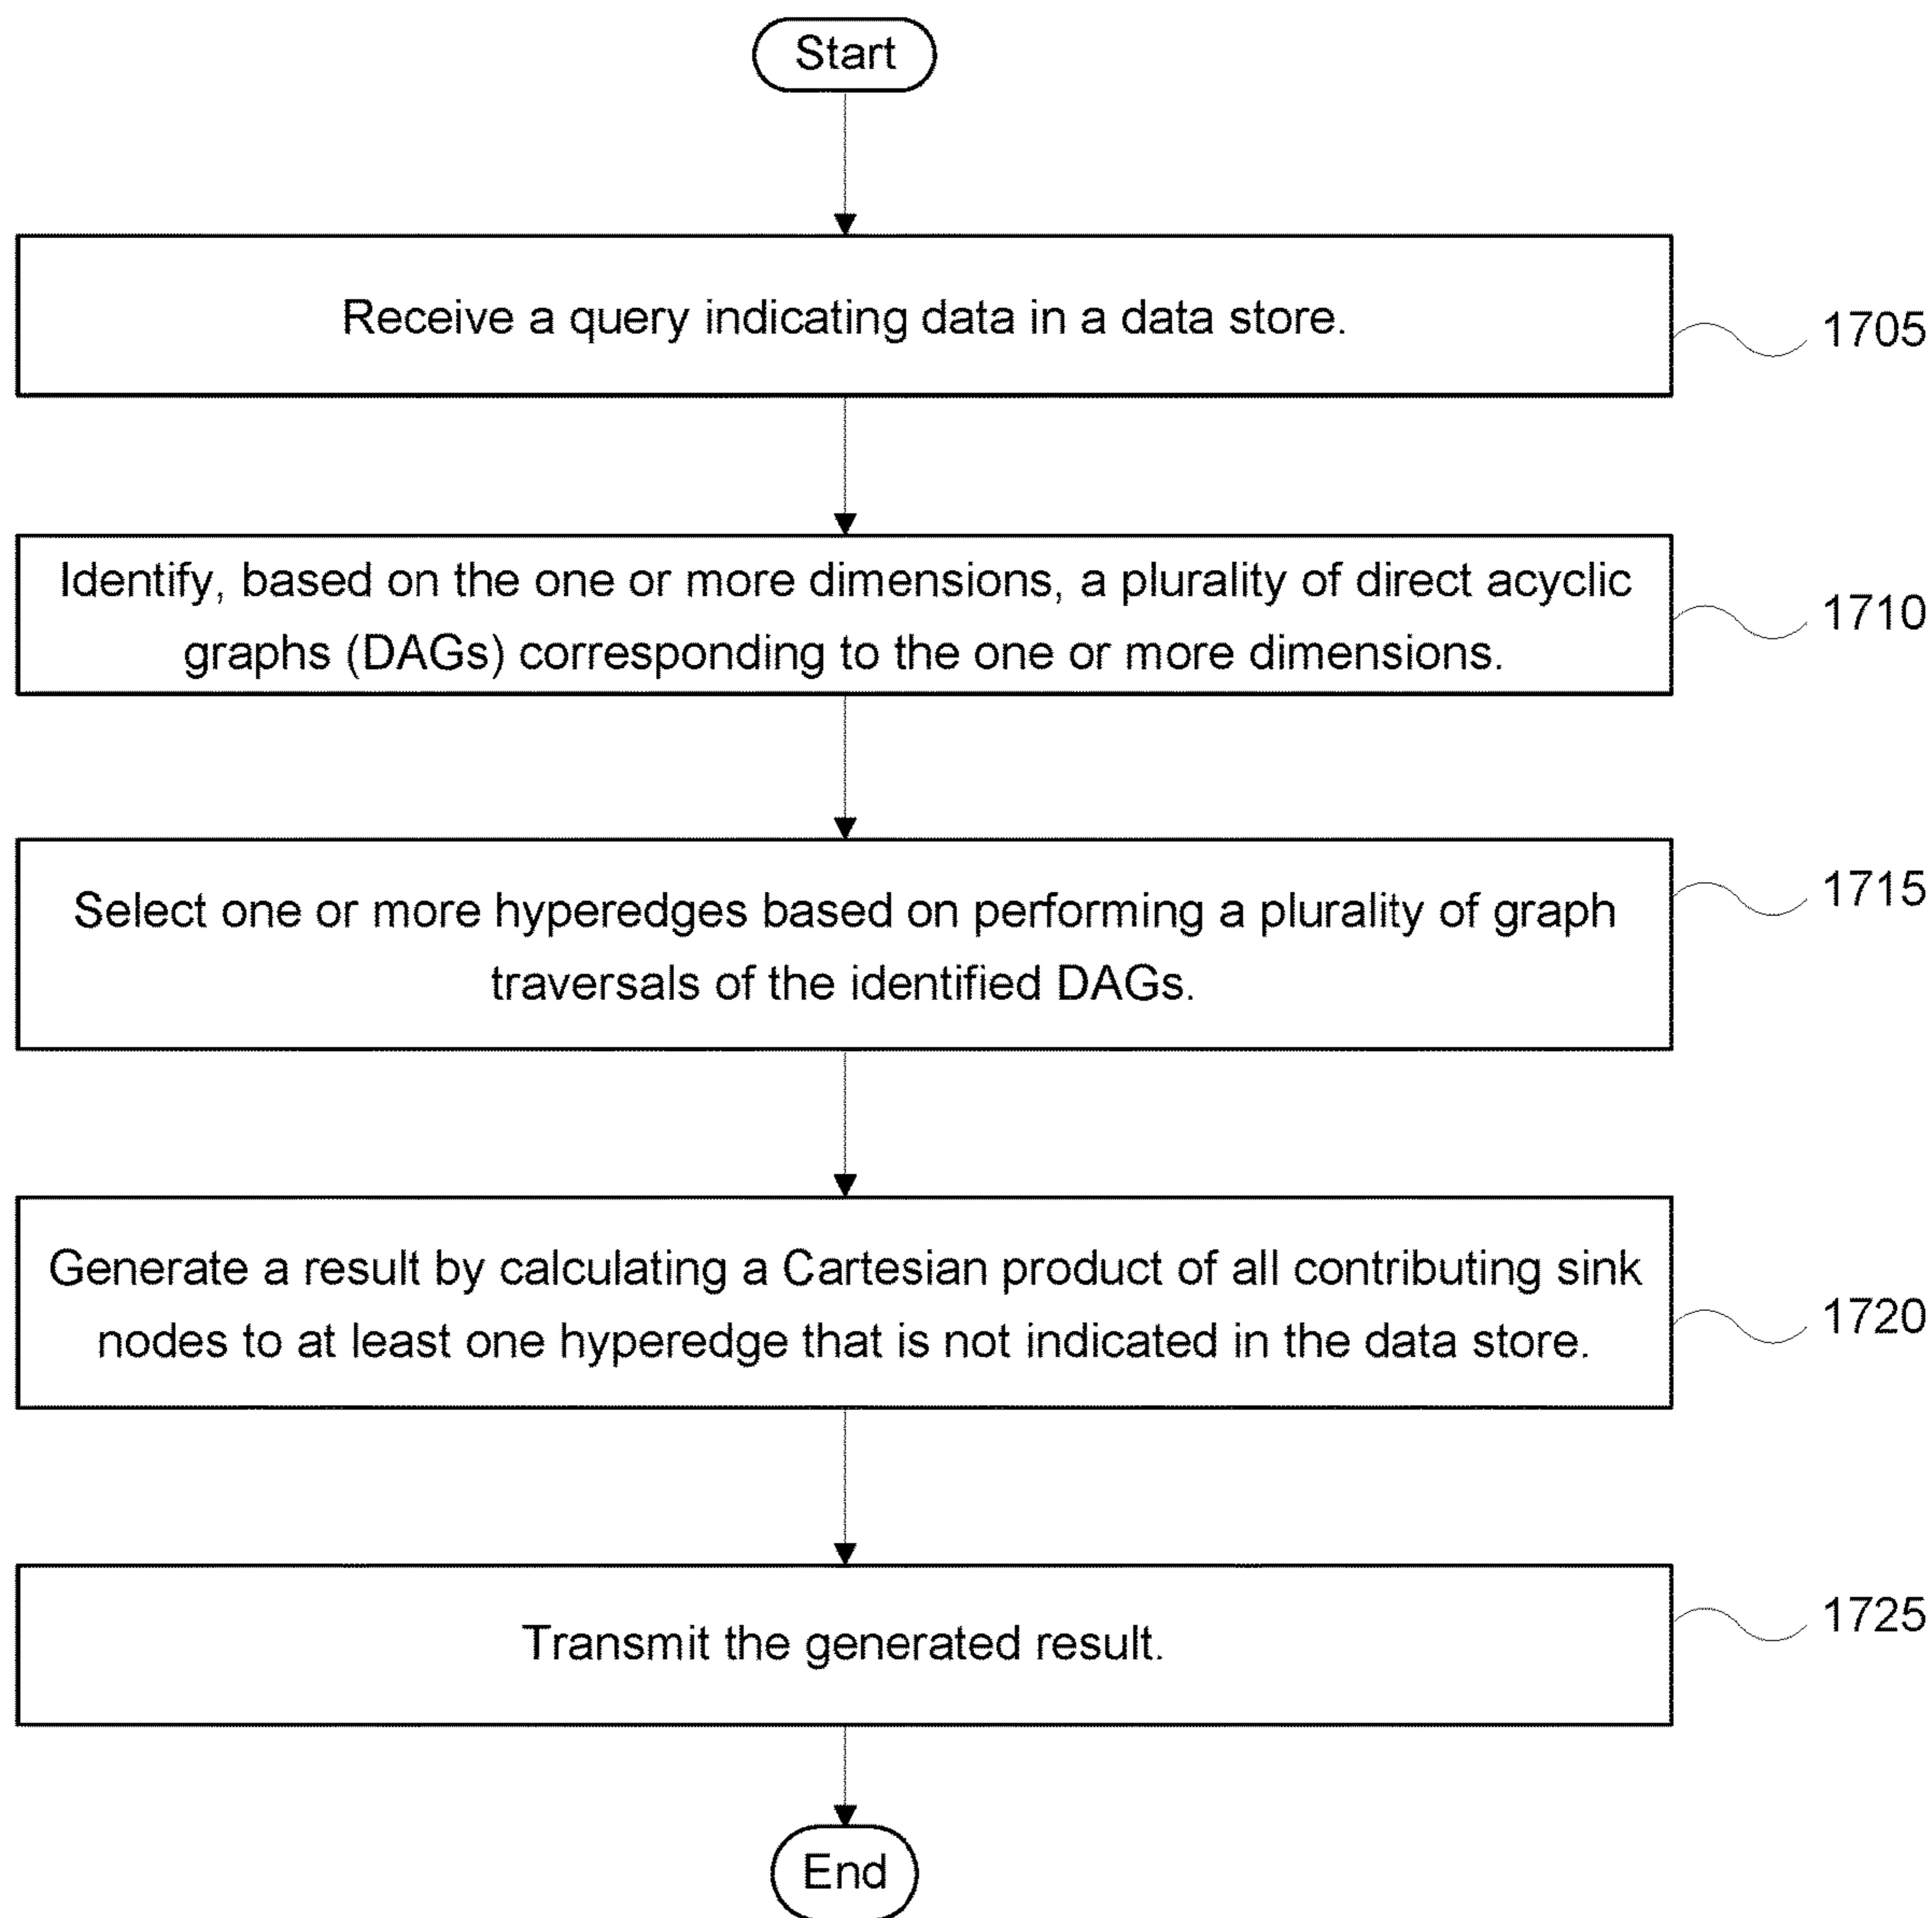 Start
Receive a query indicating data in a data store.
1705
Identify, based on the one or more dimensions, a plurality of direct acyclic
graphs (DAGs) corresponding to the one or more dimensions.
1710
Select one or more hyperedges based on performing a plurality of graph
traversals of the identified DAGs.
1715
Generate a result by calculating a Cartesian product of all contributing sink
nodes to at least one hyperedge that is not indicated in the data store.
1720
Transmit the generated result.
1725
End